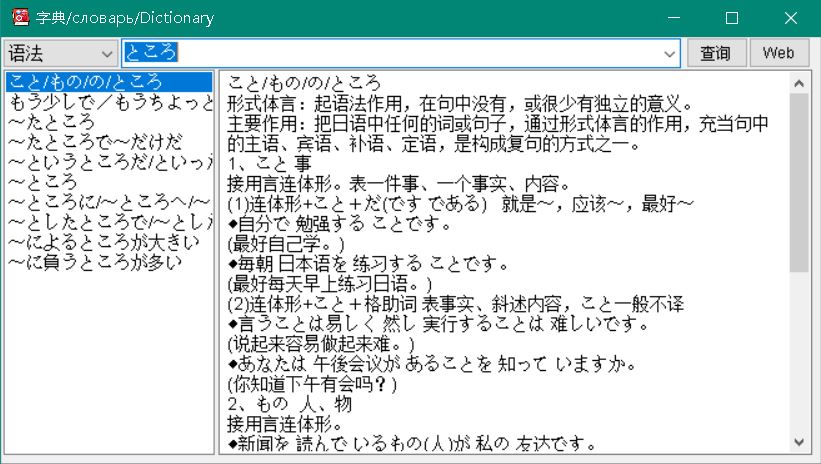 字典/словарь/Dictionary
语法 ところ 查询 Web
こと/もの/の/ところ
もう少しで／もうちょっと
～たところ
～たところで～だけだ
～というところだ/といっ
～ところ
～ところに/～ところへ/～
～としたところで/～とし
～によるところが大きい
～に負うところが多い
こと/もの/の/ところ
形式体言：起语法作用，在句中没有，或很少有独立的意义。
主要作用：把日语中任何的词或句子，通过形式体言的作用，充当句中
的主语、宾语、补语、定语，是构成复句的方式之一。
1、こと 事
接用言连体形。表一件事、一个事实、内容。
(1)连体形+こと＋だ(です である) 就是～，应该～，最好～
◆自分で 勉强する ことです。
(最好自己学。)
◆毎朝 日本语を 练习する ことです。
(最好每天早上练习日语。)
(2)连体形+こと＋格助词 表事实、斜述内容，こと一般不译
◆言うことは易しく 然し 実行することは 难しいです。
(说起来容易做起来难。)
◆あなたは 午後会议が あることを 知って いますか。
(你知道下午有会吗？)
2、もの 人、物
接用言连体形。
◆新闻を 読んで いるもの(人)が 私の 友达です。